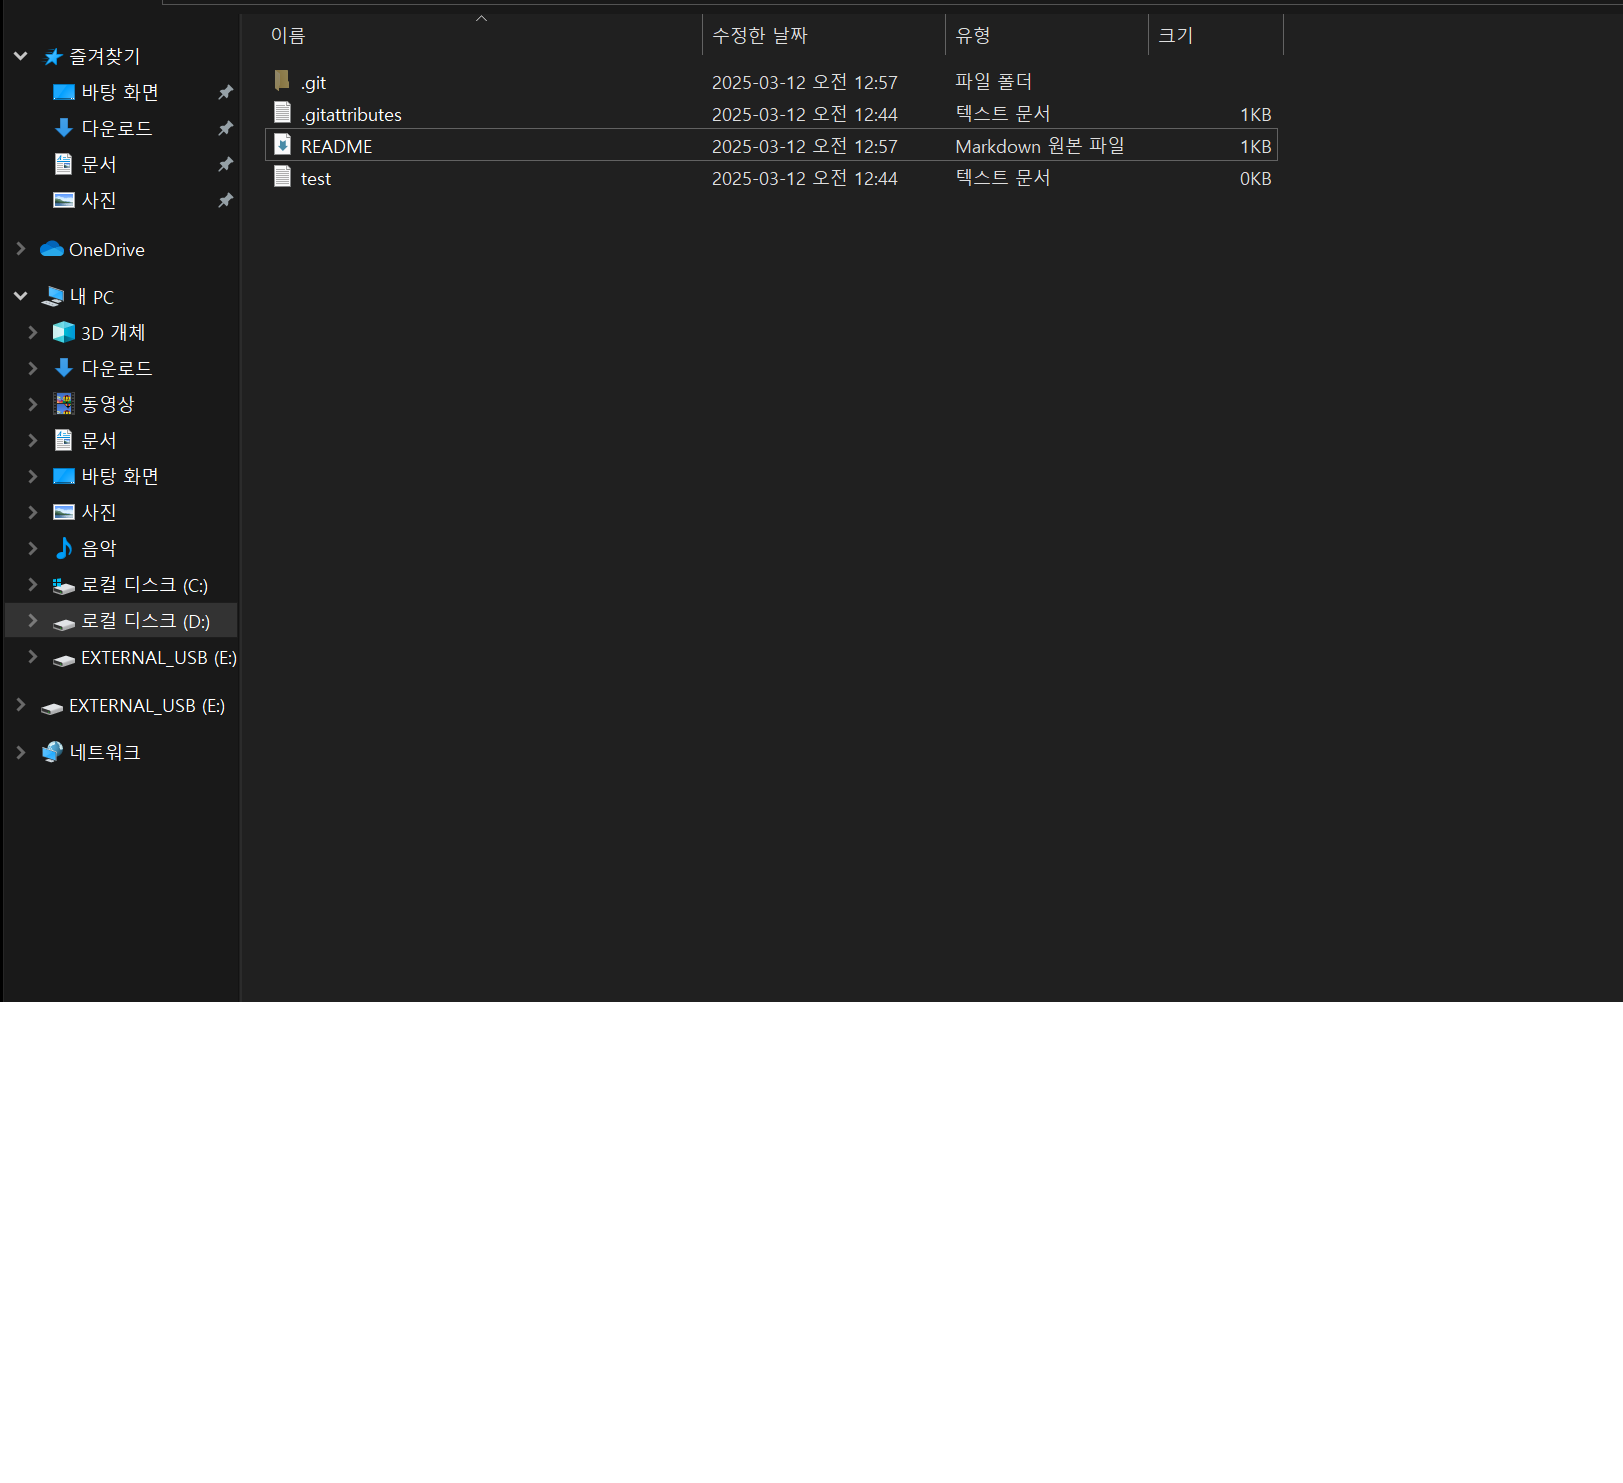 즐겨찾기
바탕 화면
다운로드
문서
사진
OneDrive
내 PC
3D 개체
다운로드
동영상
문서
바탕 화면
사진
음악
로컬 디스크 (C:)
로컬 디스크 (D:)
EXTERNAL_USB (E:)
EXTERNAL_USB (E:)
네트워크
이름 수정한 날짜 유형 크기
.git 2025-03-12 오전 12:57 파일 폴더
.gitattributes 2025-03-12 오전 12:44 텍스트 문서 1KB
README 2025-03-12 오전 12:57 Markdown 원본 파일 1KB
test 2025-03-12 오전 12:44 텍스트 문서 0KB